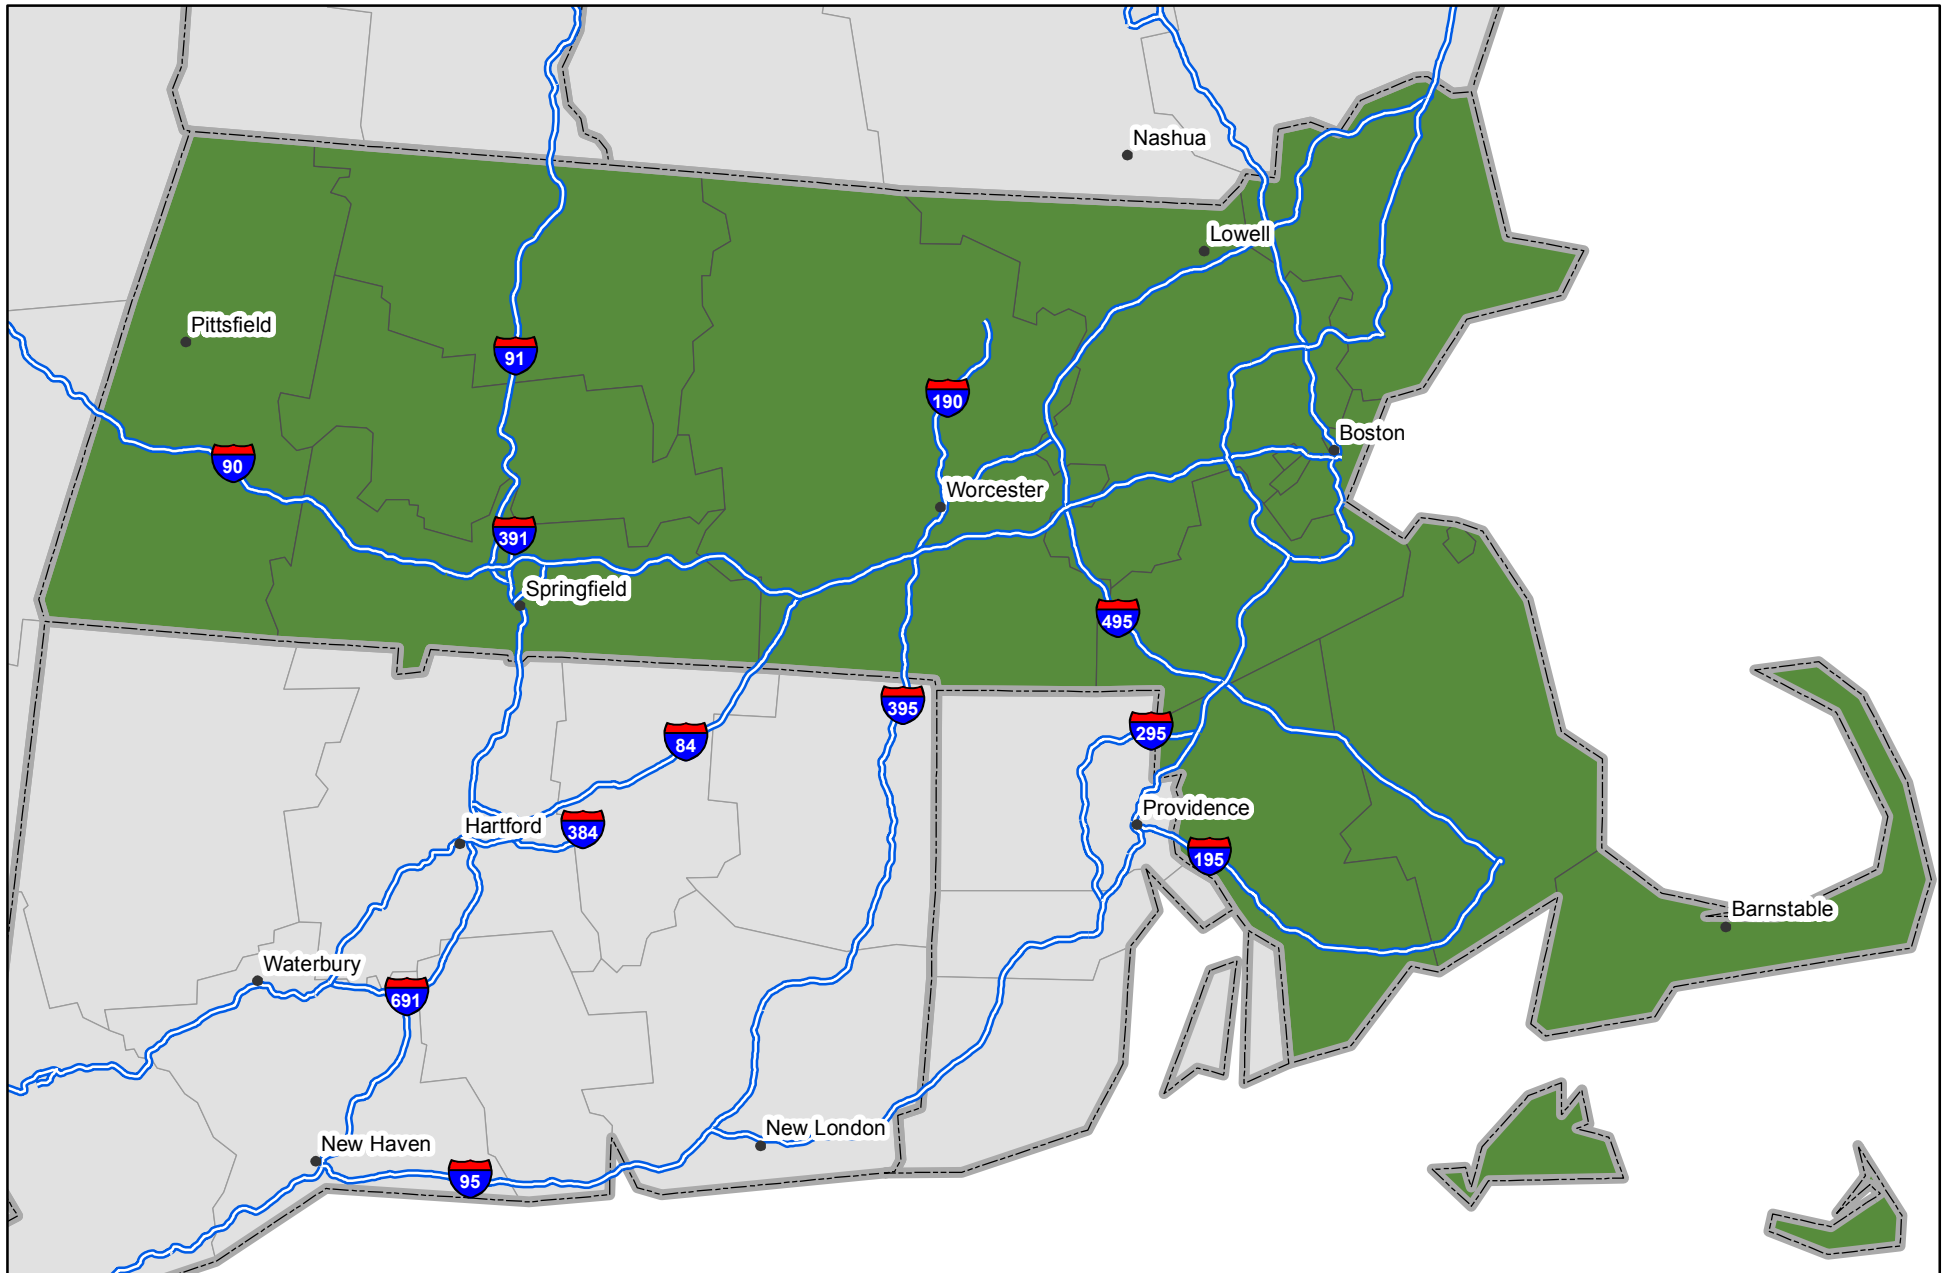 Nashua
Lowell
Pittsfield
91
190
Boston
90
Worcester
391
Springfield
495
395
295
84
Providence
Hartford
384
195
Barnstable
Waterbury
691
New London
New Haven
95